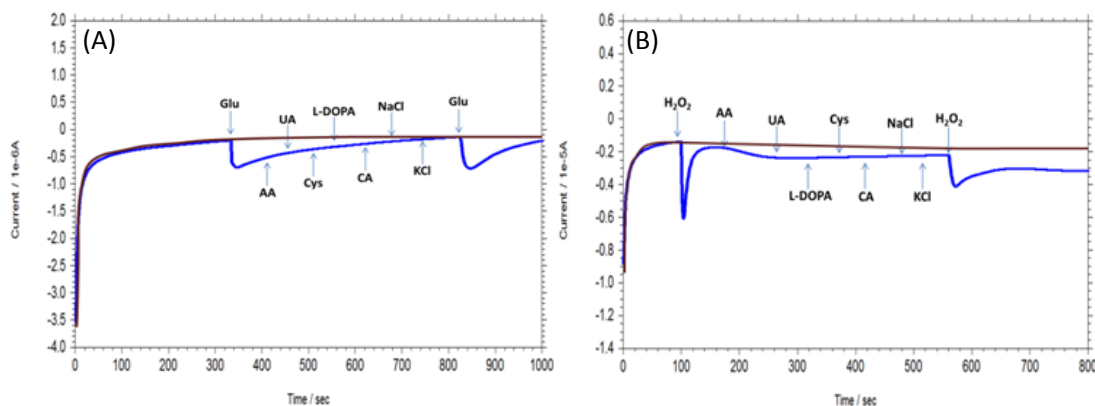 (A)
2.0
1.5
1.0
0.5
0
-0.5
-1.0
-1.5
-2.0
-2.5
-3.0
-3.5
-4.0
Current / 1e-6A
Glu
UA
L-DOPA
NaCl
Glu
AA
Cys
CA
KCl
0 100 200 300 400 500 600 700 800 900 1000
Time / sec
(B)
0.6
0.4
0.2
0
-0.2
-0.4
-0.6
-0.8
-1.0
-1.2
-1.4
Current / 1e-5A
H₂O₂
AA
UA
Cys
NaCl
H₂O₂
L-DOPA
CA
KCl
0 100 200 300 400 500 600 700 800
Time / sec